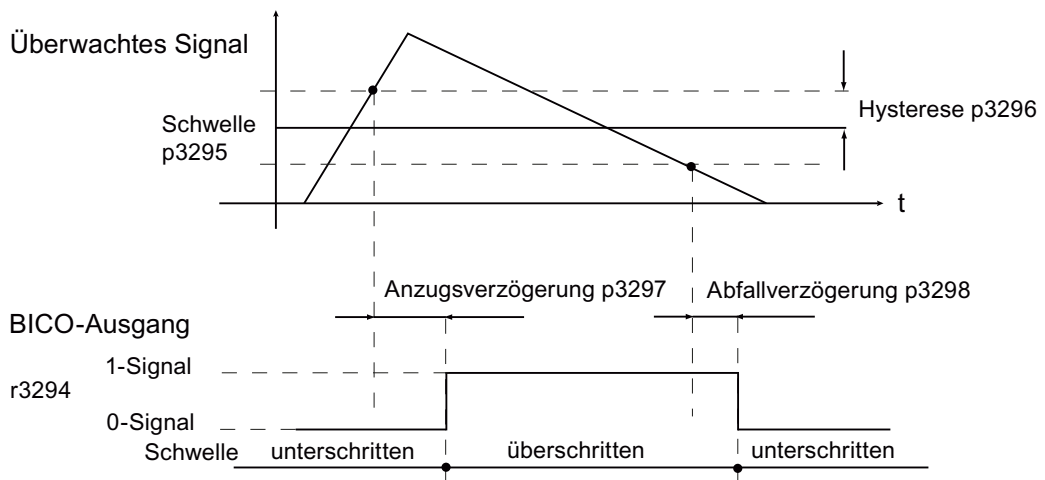 Überwachtes Signal
Hysterese p3296
Schwelle
p3295
t
Anzugsverzögerung p3297
Abfallverzögerung p3298
BICO-Ausgang
1-Signal
r3294
0-Signal
Schwelle
unterschritten
überschritten
unterschritten